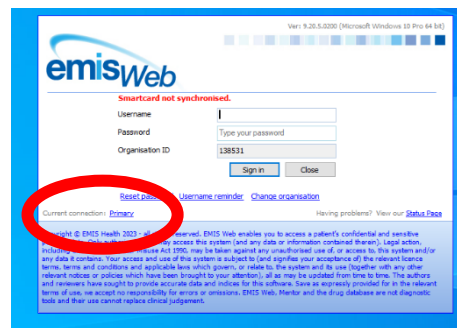 Ver: 9.20.5.0200 (Microsoft Windows 10 Pro 64 bit)
emisWeb
Smartcard not synchronised.
Username
Password Type your password
Organisation ID 138531
Sign in Close
Reset Username reminder Change organisation
Current connection: Primary Having problems? View our Status Page
© EMIS Health 2023 - all reserved. EMIS Web enables you to access a patient's confidential and sensitive
Only may access this system (and any data or information contained therein). Legal action,
Act 1990, may be taken against any unauthorised use of, or access to, this system and/or
any data it contains. Your access and use of this system is subject to (and signifies your acceptance of) the relevant licence
terms, terms and conditions and applicable laws which govern, or relate to, the system and its use (together with any other
relevant notices or policies which have been brought to your attention), all as may be updated from time to time. The authors
and reviewers have sought to provide accurate data and indices for this software. Save as expressly provided for in the relevant
terms of use, we accept no responsibility for errors or omissions. EMIS Web, Mentor and the drug database are not diagnostic
tools and their use cannot replace clinical judgement.